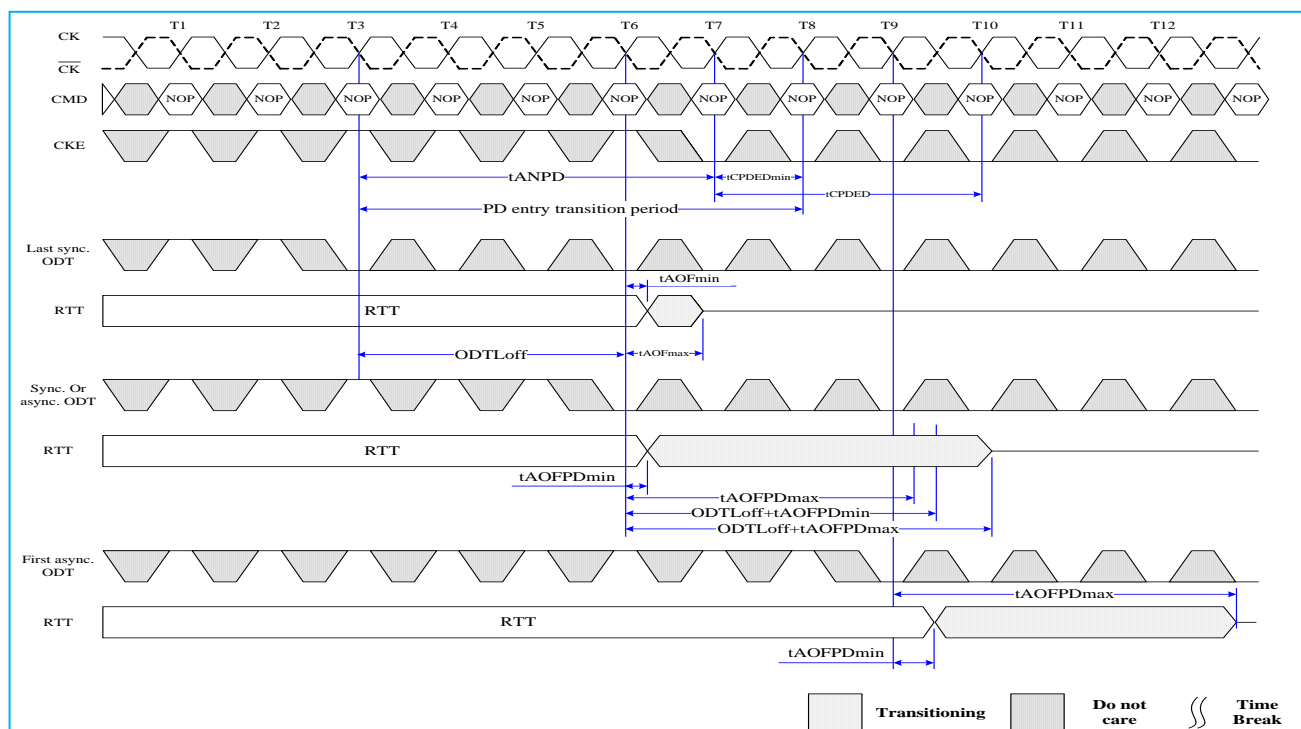 T1 T2 T3 T4 T5 T6 T7 T8 T9 T10 T11 T12
CK
CK
CMD NOP NOP NOP NOP NOP NOP NOP NOP NOP NOP NOP NOP NOP
CKE
tANPD tCPDEDmin
tCPDED
PD entry transition period
Last sync.
ODT
tAOFmin
RTT RTT
ODTLoff tAOFmax
Sync. Or
async. ODT
RTT RTT
tAOFPDmin
tAOFPDmax
ODTLoff+tAOFPDmin
ODTLoff+tAOFPDmax
First async.
ODT
tAOFPDmax
RTT RTT
tAOFPDmin
Transitioning
Do not
care
Time
Break